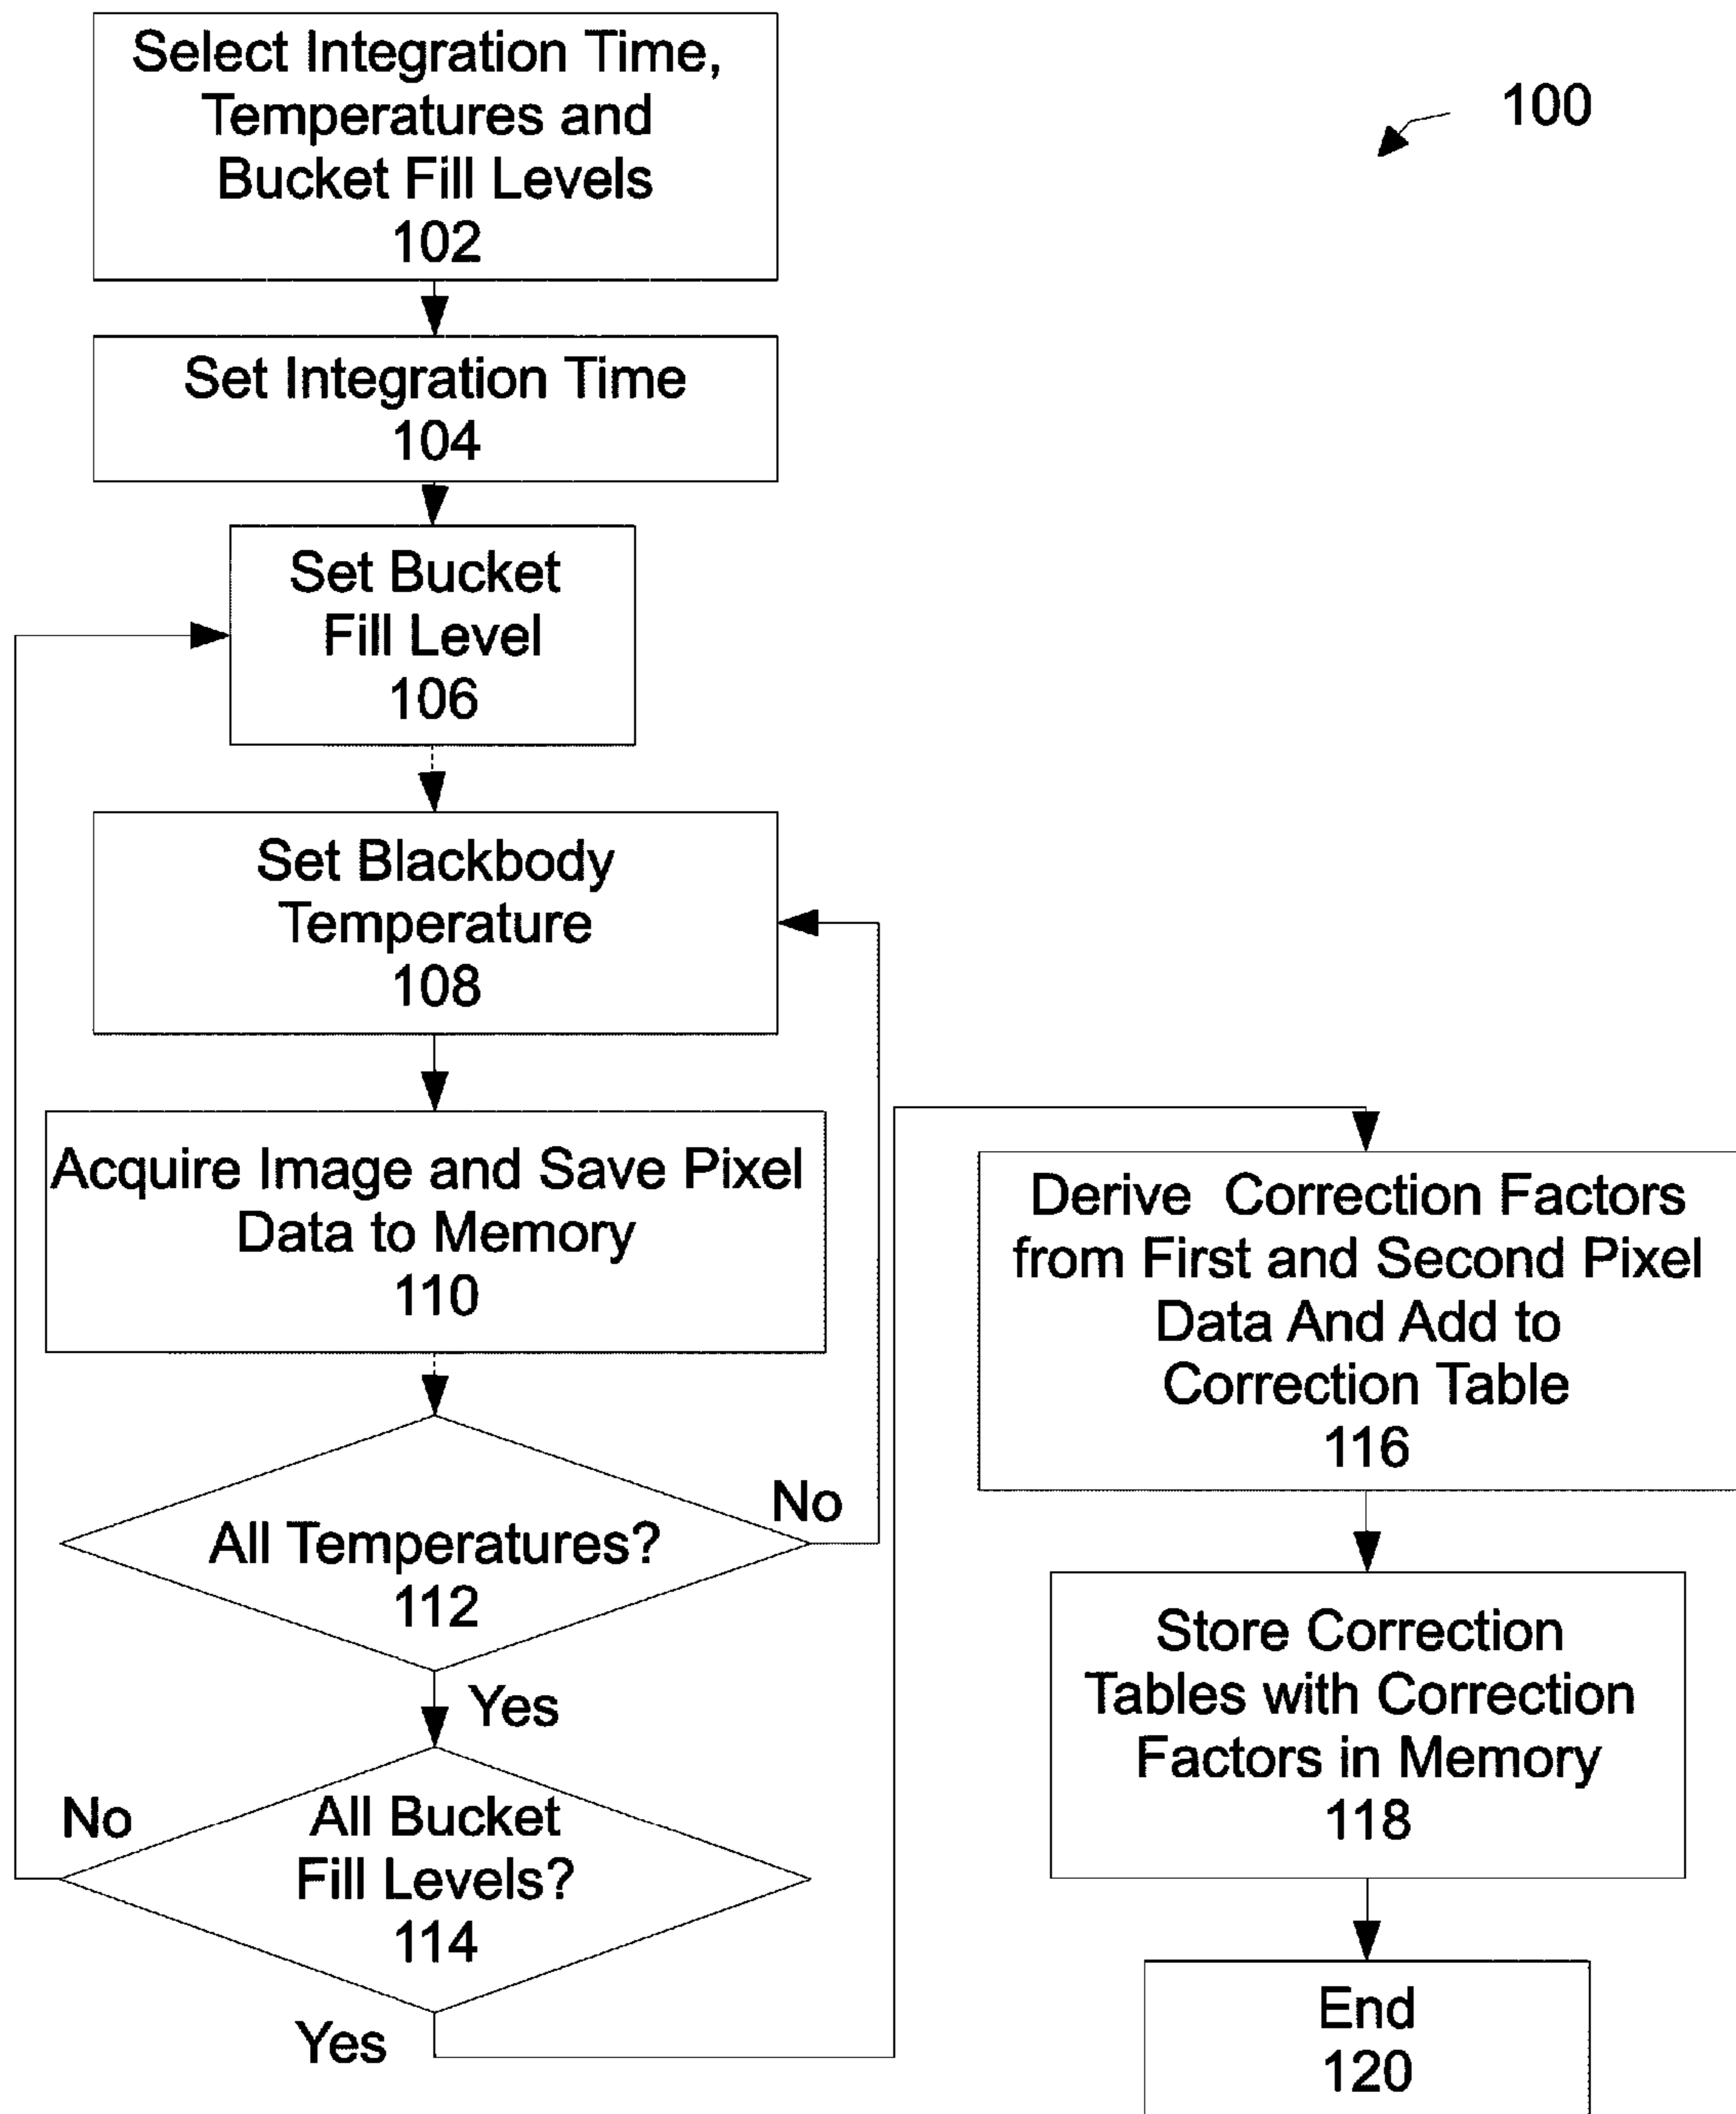 Select Integration Time,
Temperatures and
Bucket Fill Levels
102
100
Set Integration Time
104
Set Bucket
Fill Level
106
Set Blackbody
Temperature
108
Acquire Image and Save Pixel
Data to Memory
110
All Temperatures?
112
No
Yes
All Bucket
Fill Levels?
114
No
Yes
Derive Correction Factors
from First and Second Pixel
Data And Add to
Correction Table
116
Store Correction
Tables with Correction
Factors in Memory
118
End
120